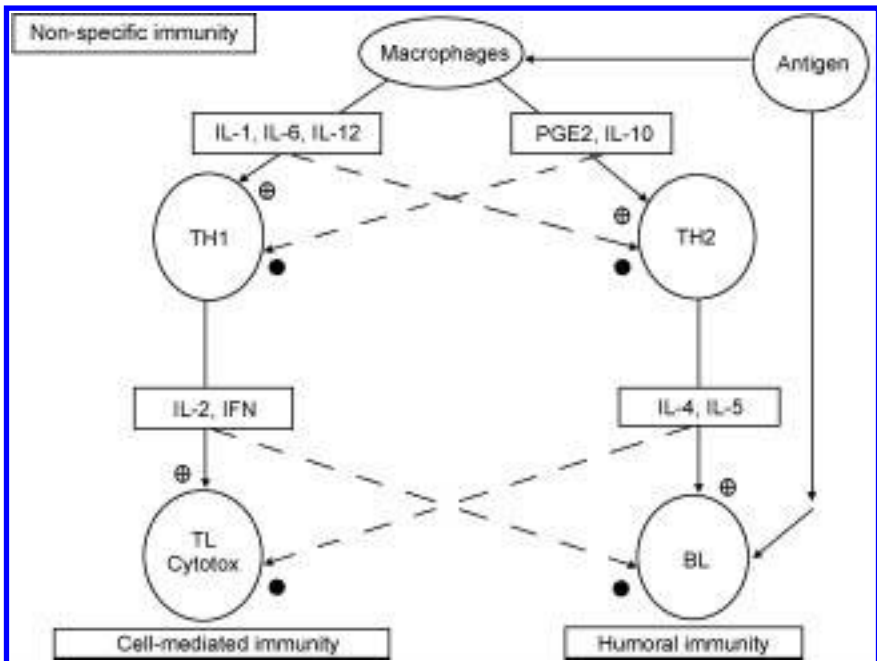 Non-specific immunity
Macrophages
Antigen
IL-1, IL-6, IL-12
PGE2, IL-10
TH1
TH2
IL-2, IFN
IL-4, IL-5
TL
Cytotox
BL
Cell-mediated immunity
Humoral immunity